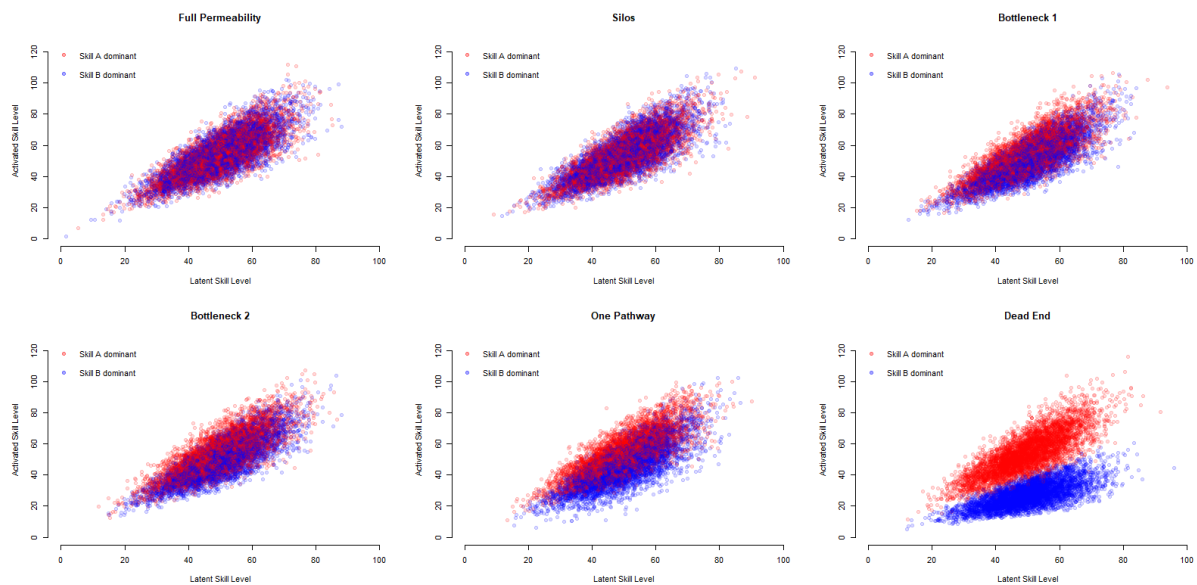 Full Permeability
Skill A dominant
Skill B dominant
Activated Skill Level
0 20 40 60 80 100 120
0 20 40 60 80 100
Latent Skill Level
Silos
Skill A dominant
Skill B dominant
Activated Skill Level
0 20 40 60 80 100 120
0 20 40 60 80 100
Latent Skill Level
Bottleneck 1
Skill A dominant
Skill B dominant
Activated Skill Level
0 20 40 60 80 100 120
0 20 40 60 80 100
Latent Skill Level
Bottleneck 2
Skill A dominant
Skill B dominant
Activated Skill Level
0 20 40 60 80 100 120
0 20 40 60 80 100
Latent Skill Level
One Pathway
Skill A dominant
Skill B dominant
Activated Skill Level
0 20 40 60 80 100 120
0 20 40 60 80 100
Latent Skill Level
Dead End
Skill A dominant
Skill B dominant
Activated Skill Level
0 20 40 60 80 100 120
0 20 40 60 80 100
Latent Skill Level